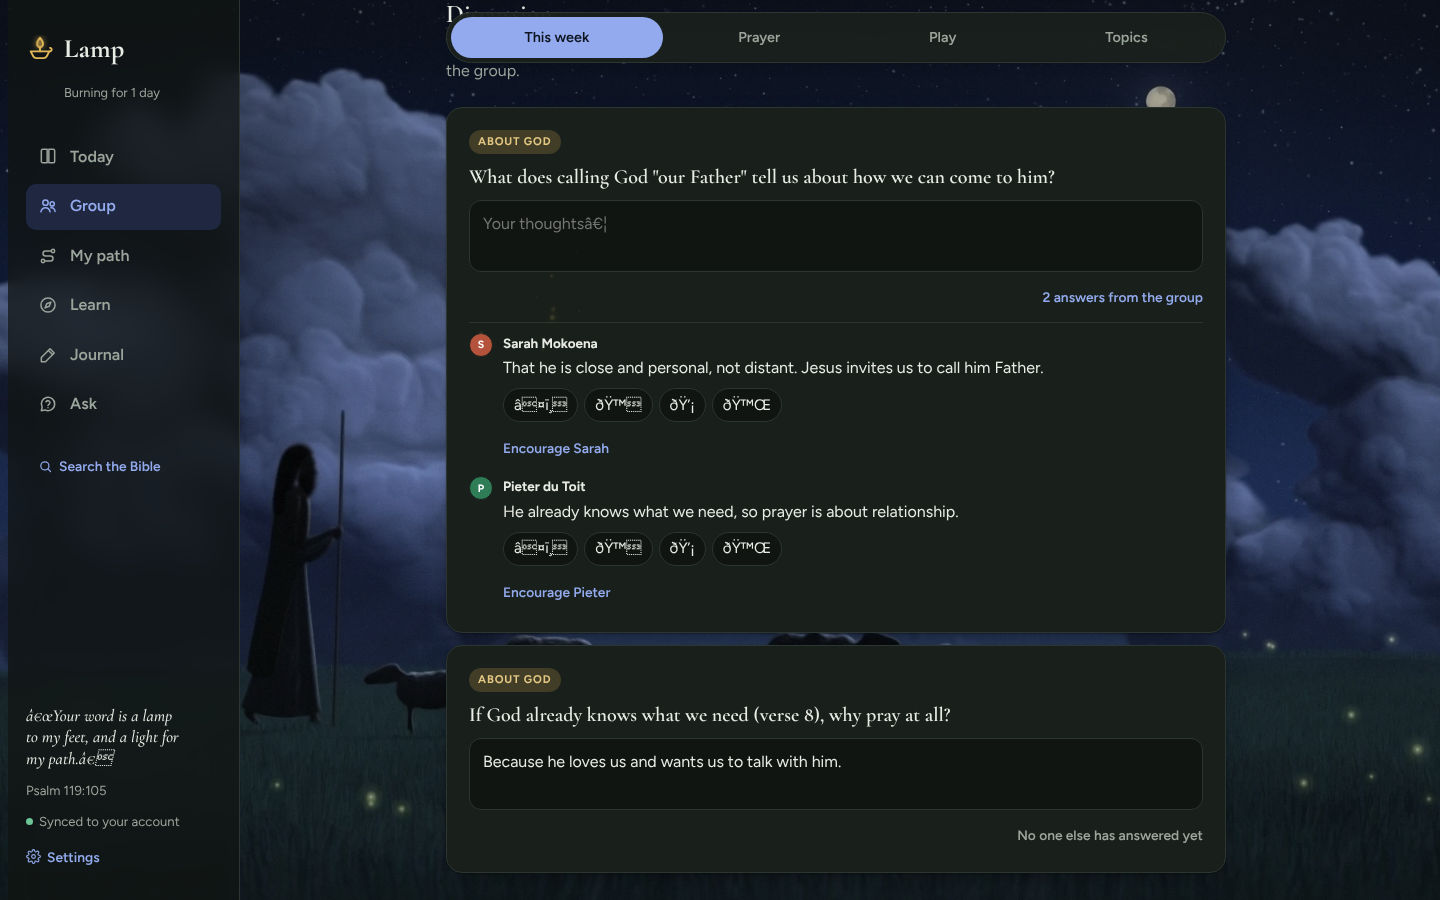 Lamp
Burning for 1 day
Today
Group
My path
Learn
Journal
Ask
Search the Bible
â€œYour word is a lamp
to my feet, and a light for
my path.â€
Psalm 119:105
Synced to your account
Settings
This week
Prayer
Play
Topics
the group.
ABOUT GOD
What does calling God "our Father" tell us about how we can come to him?
Your thoughtsâ€¦
2 answers from the group
S
Sarah Mokoena
That he is close and personal, not distant. Jesus invites us to call him Father.
ðŸ’¡
ðŸ™Œ
Encourage Sarah
P
Pieter du Toit
He already knows what we need, so prayer is about relationship.
ðŸ’¡
ðŸ™Œ
Encourage Pieter
ABOUT GOD
If God already knows what we need (verse 8), why pray at all?
Because he loves us and wants us to talk with him.
No one else has answered yet